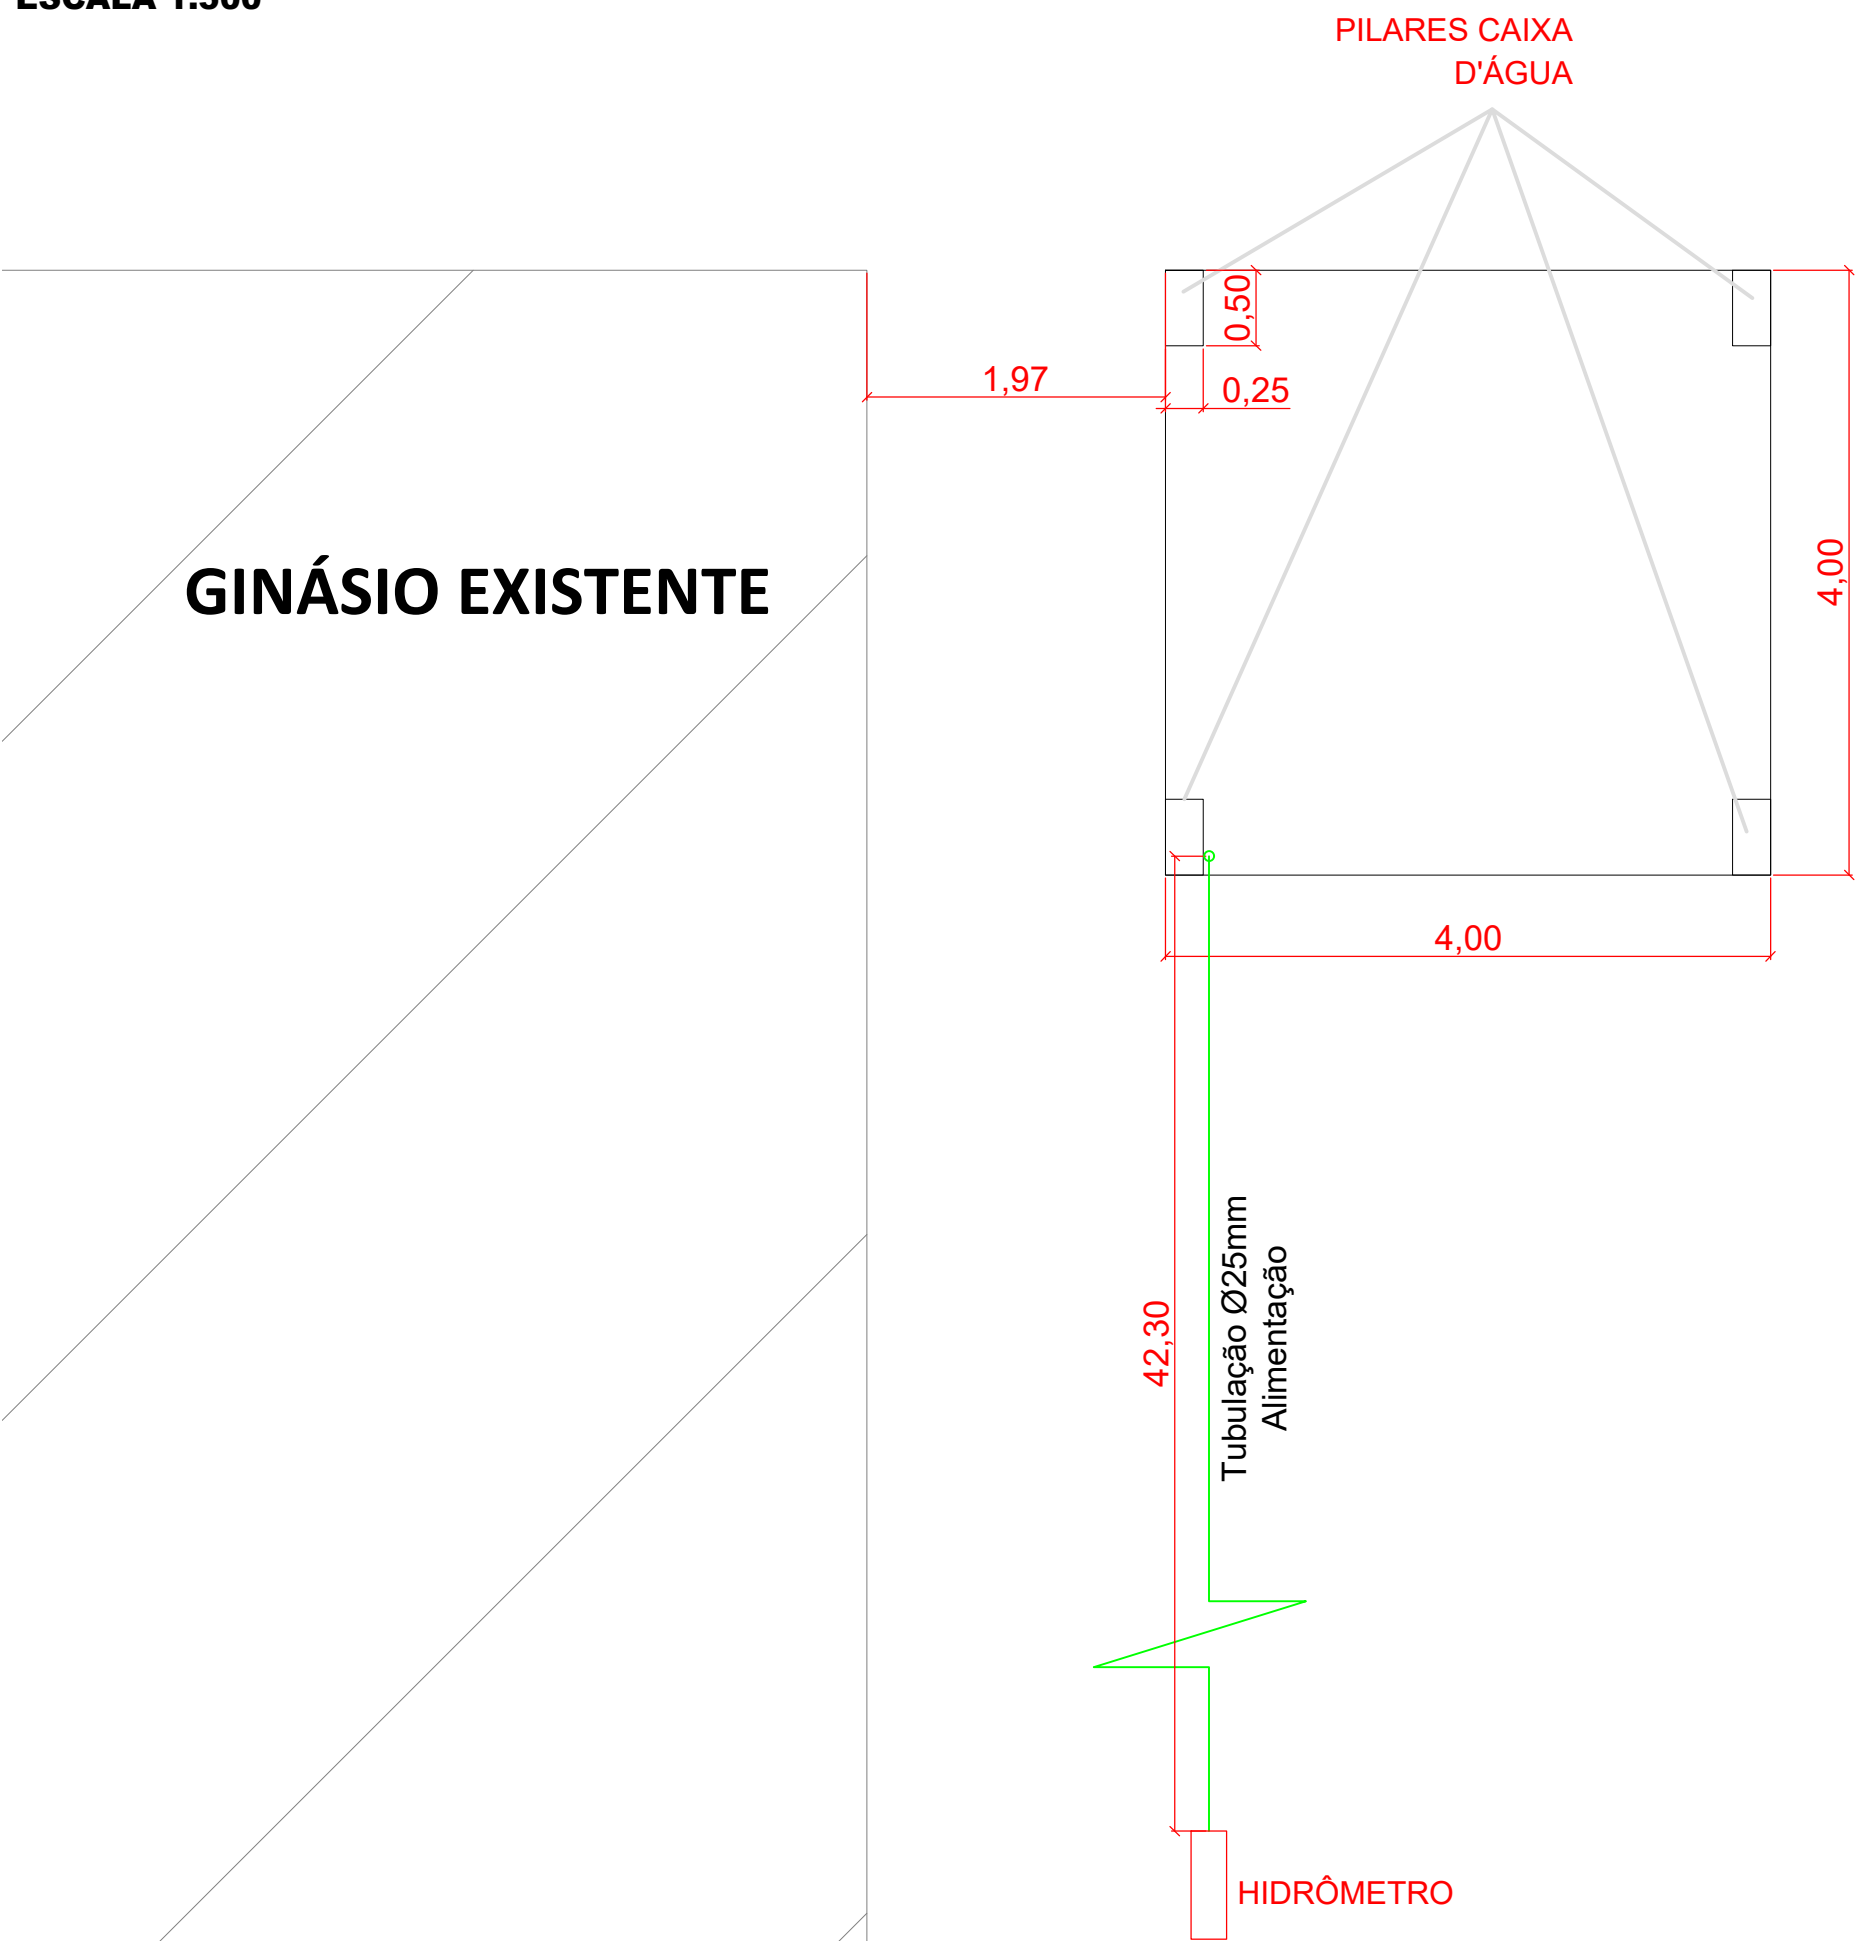 PILARES CAIXA
D'ÁGUA
0,50
1,97
0,25
GINÁSIO EXISTENTE
4,00
4,00
Tubulação Ø25mm
Alimentação
42,30
HIDRÔMETRO